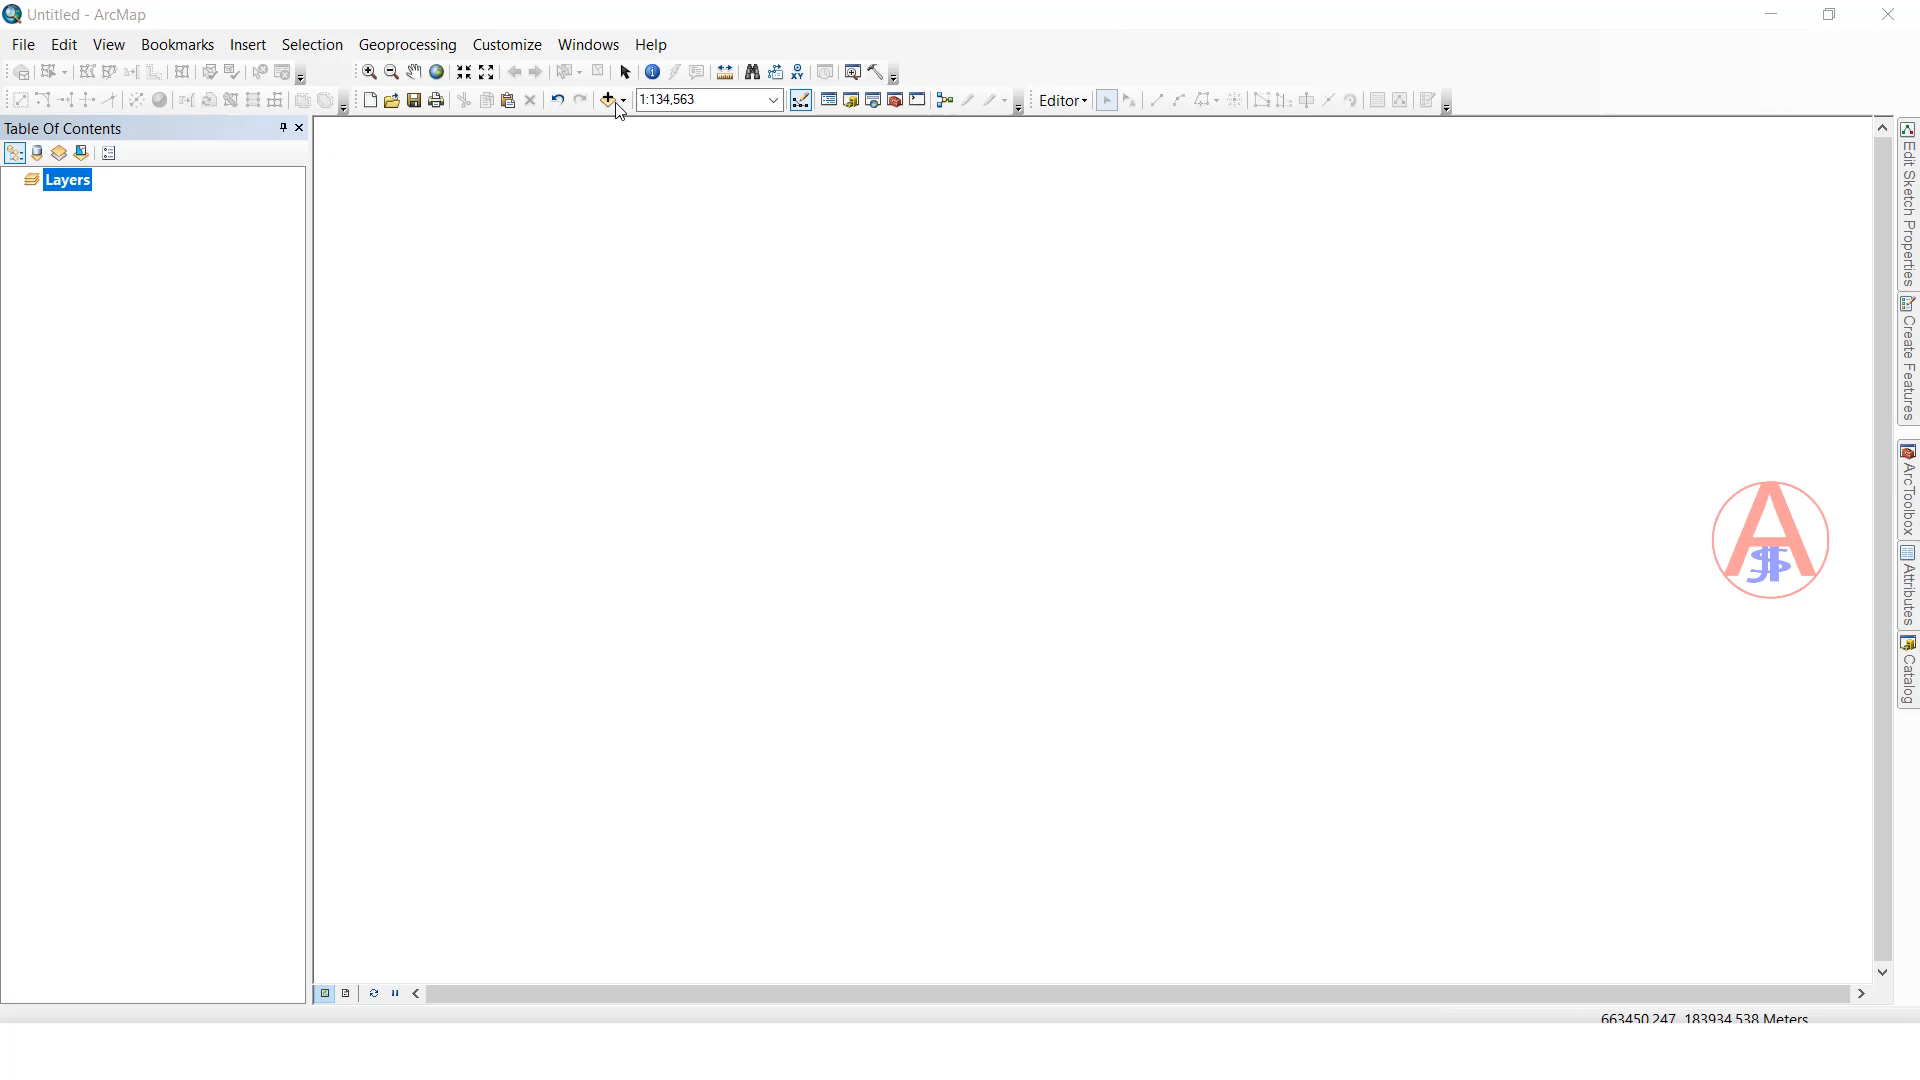 Untitled - ArcMap
File Edit View Bookmarks Insert Selection Geoprocessing Customize Windows Help
1:134,563
Editor
Table Of Contents
Layers
Edit Sketch Properties
Create Features
ArcToolbox
Attributes
Catalog
A
663450.247 183934.538 Meters